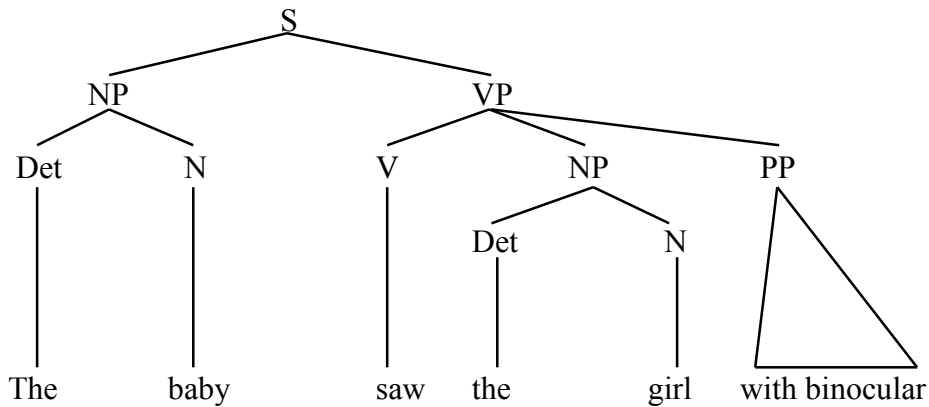 S
NP VP
Det N V NP PP
Det N
The baby saw the girl with binocular